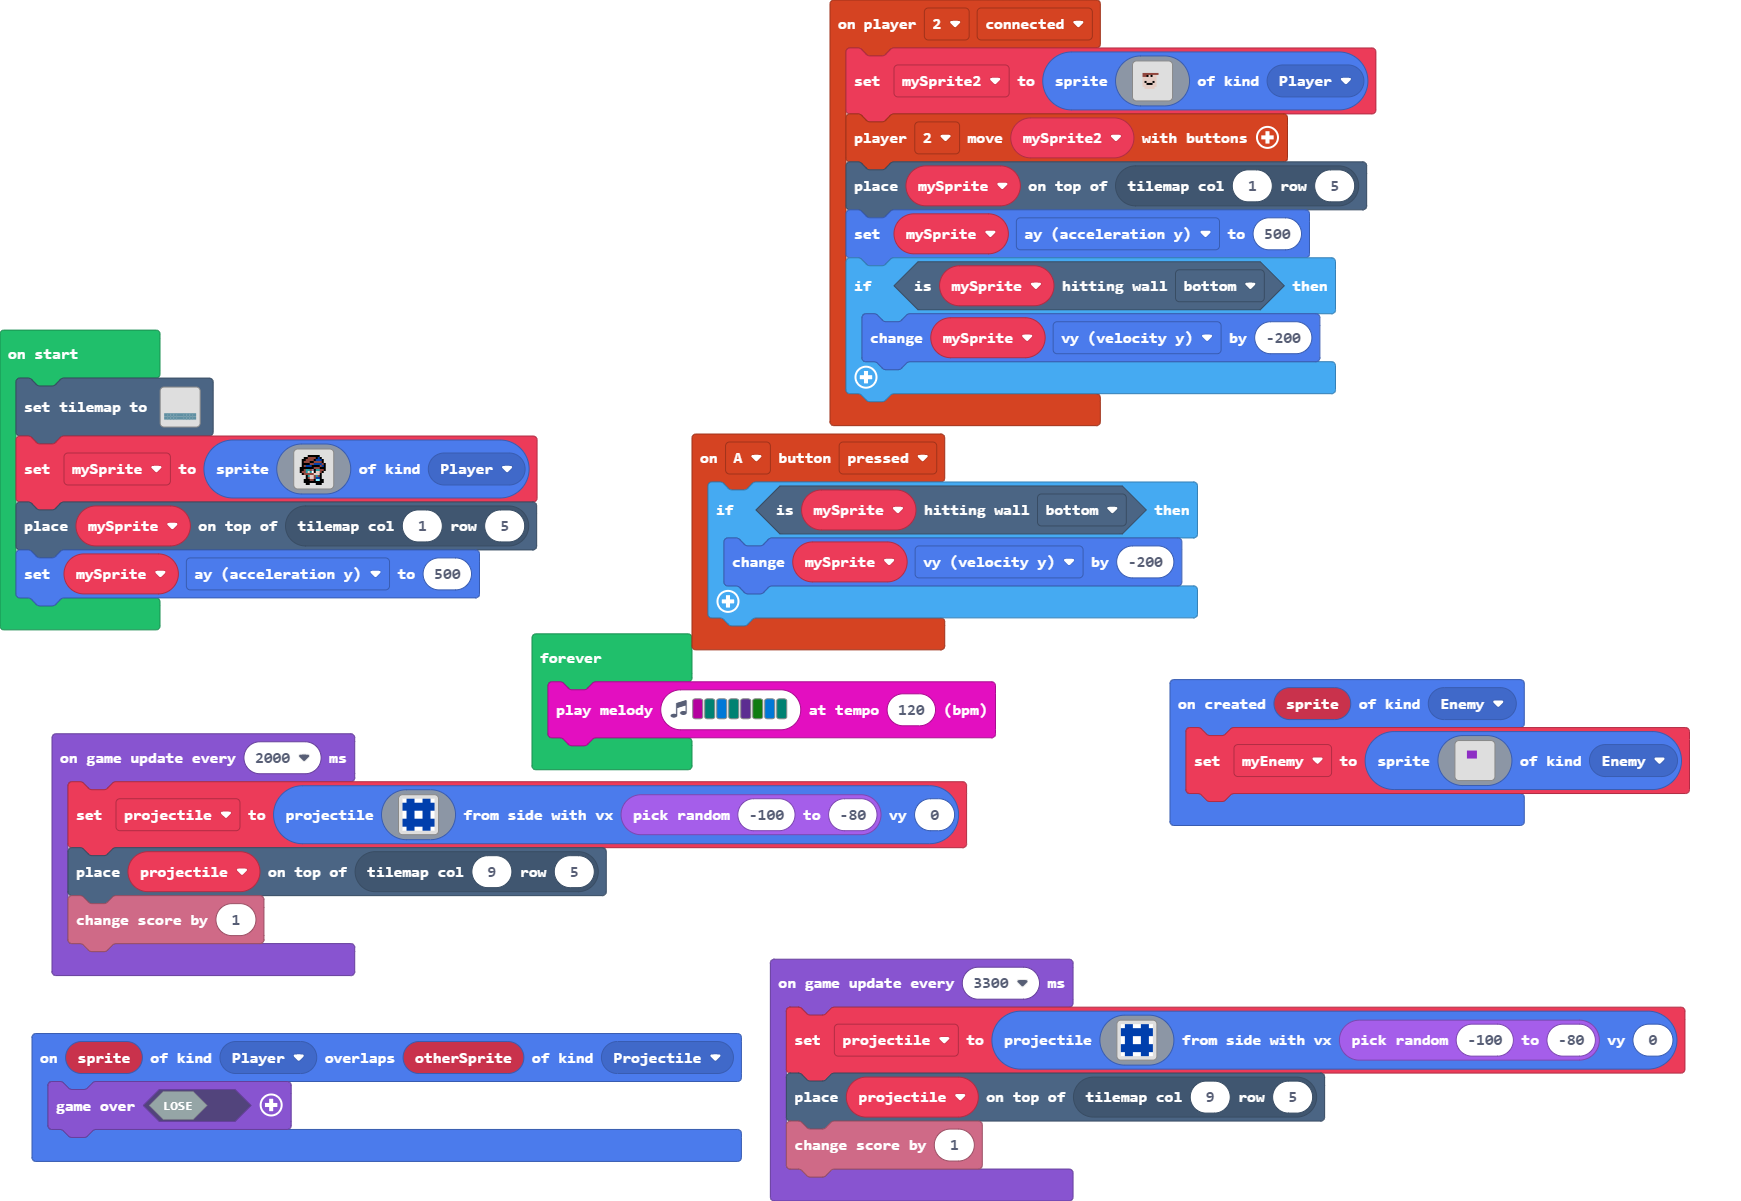 on player 2 connected
set mySprite2 to sprite of kind Player
player 2 move mySprite2 with buttons
place mySprite on top of tilemap col 1 row 5
set mySprite ay (acceleration y) to 500
if is mySprite hitting wall bottom then
change mySprite vy (velocity y) by -200
on start
set tilemap to
set mySprite to sprite of kind Player
place mySprite on top of tilemap col 1 row 5
set mySprite ay (acceleration y) to 500
on A button pressed
if is mySprite hitting wall bottom then
change mySprite vy (velocity y) by -200
forever
play melody at tempo 120 (bpm)
on created sprite of kind Enemy
set myEnemy to sprite of kind Enemy
on game update every 2000 ms
set projectile to projectile from side with vx pick random -100 to -80 vy 0
place projectile on top of tilemap col 9 row 5
change score by 1
on game update every 3300 ms
set projectile to projectile from side with vx pick random -100 to -80 vy 0
place projectile on top of tilemap col 9 row 5
change score by 1
on sprite of kind Player overlaps otherSprite of kind Projectile
game over LOSE